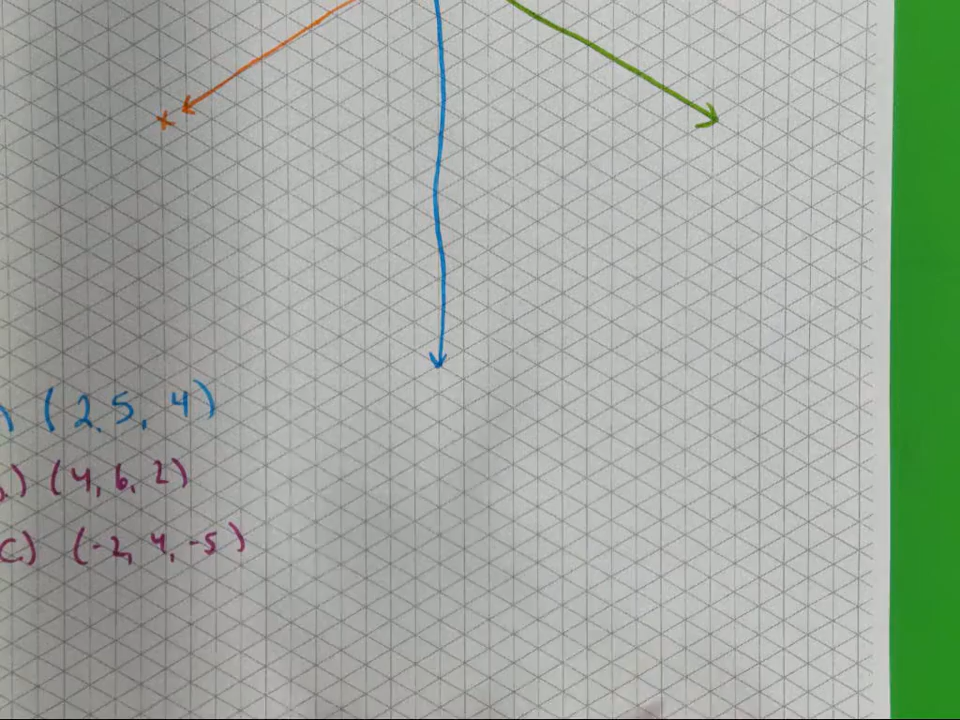 x
) (2,5, 4)
b.) (4, 6, 2)
c.) (-2, 4, -5)